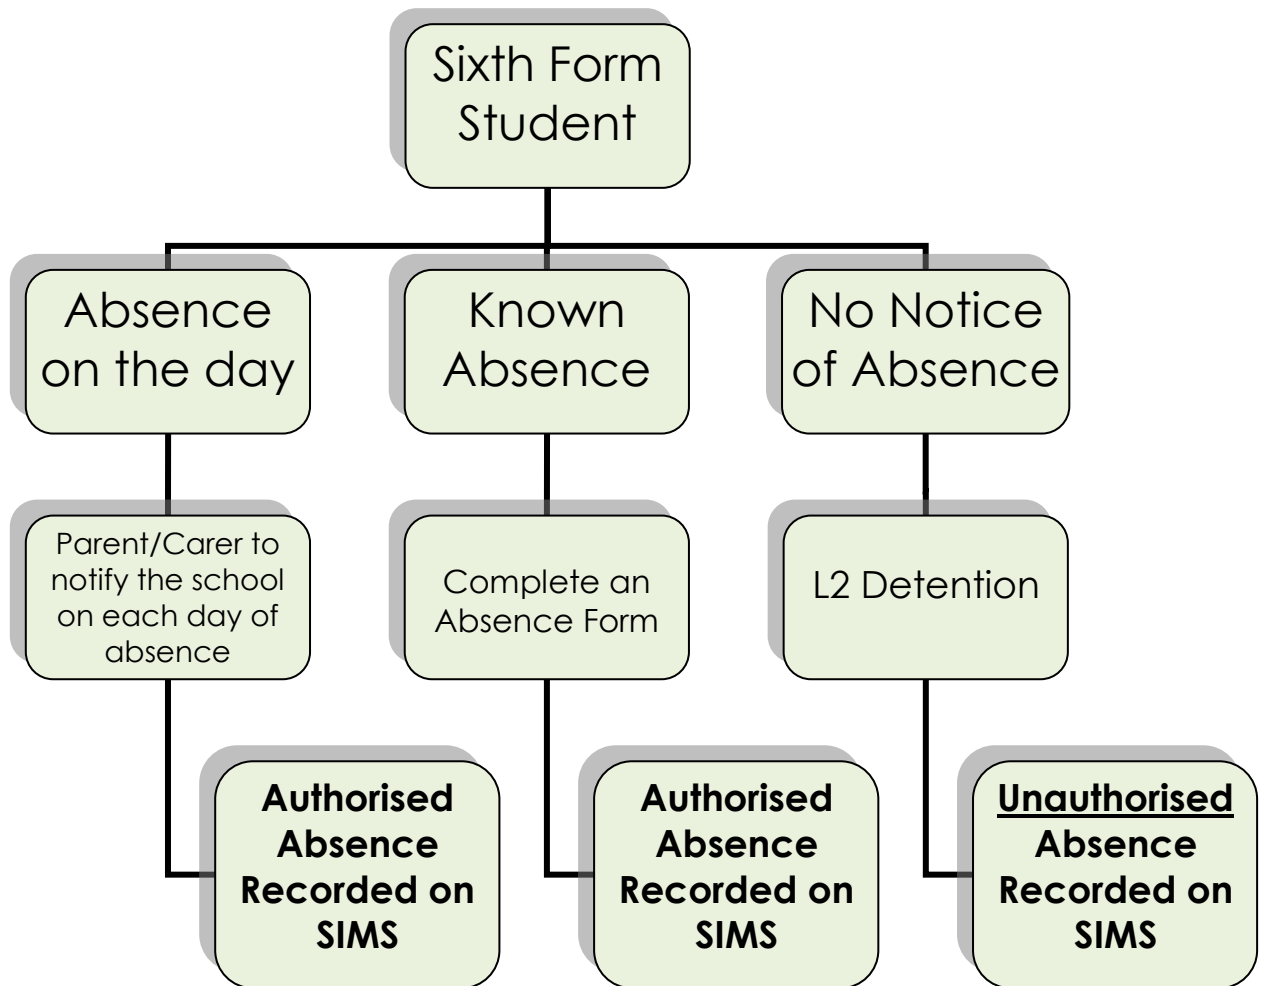 Sixth Form
Student
Absence
on the day
Known
Absence
No Notice
of Absence
Parent/Carer to
notify the school
on each day of
absence
Complete an
Absence Form
L2 Detention
Authorised
Absence
Recorded on
SIMS
Authorised
Absence
Recorded on
SIMS
Unauthorised
Absence
Recorded on
SIMS